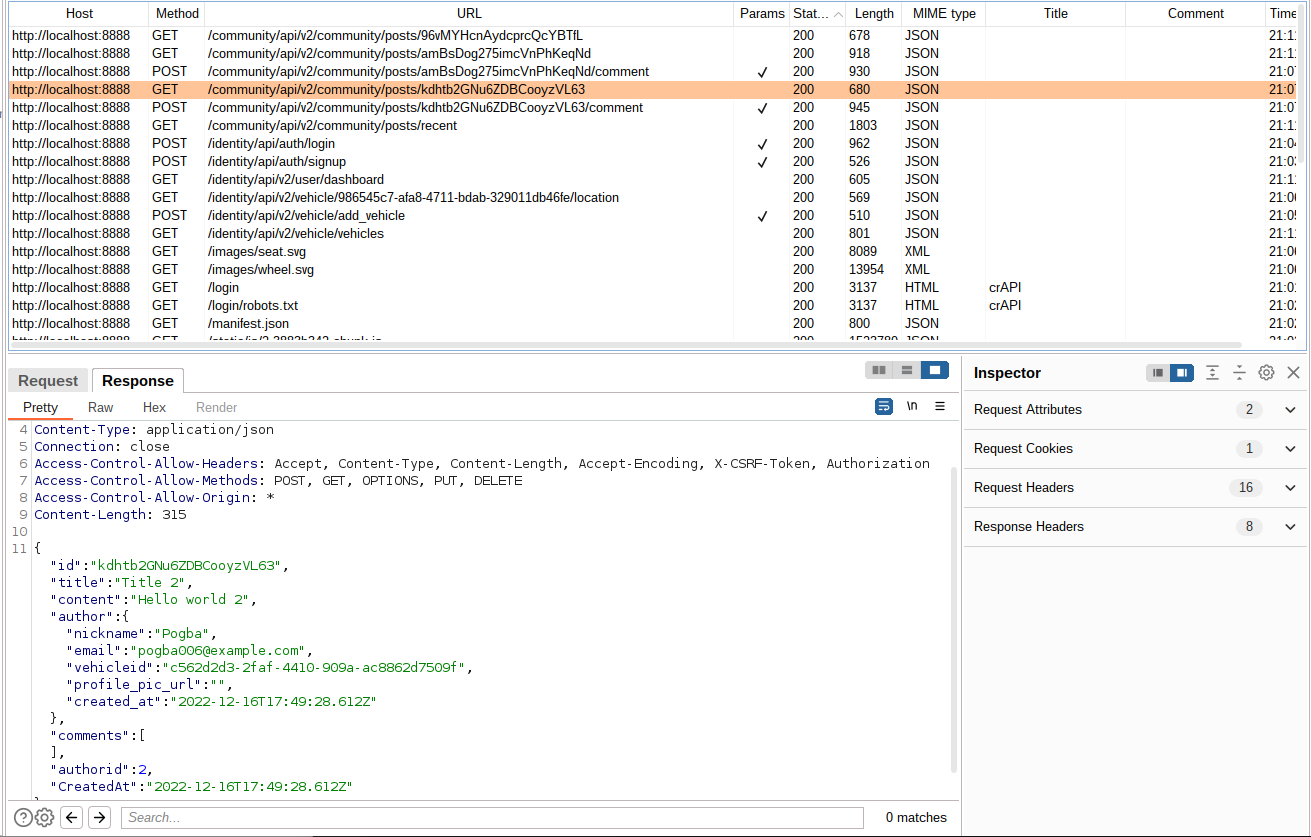 Host Method URL Params Stat... Length MIME type Title Comment Time
http://localhost:8888 GET /community/api/v2/community/posts/96vMYHcnAydcprcQcYBTfL 200 678 JSON 21:11
http://localhost:8888 GET /community/api/v2/community/posts/amBsDog275imcVnPhKeqNd 200 918 JSON 21:11
http://localhost:8888 POST /community/api/v2/community/posts/amBsDog275imcVnPhKeqNd/comment ✓ 200 930 JSON 21:07
http://localhost:8888 GET /community/api/v2/community/posts/kdhtb2GNu6ZDBCooyzVL63 200 680 JSON 21:07
http://localhost:8888 POST /community/api/v2/community/posts/kdhtb2GNu6ZDBCooyzVL63/comment ✓ 200 945 JSON 21:07
http://localhost:8888 GET /community/api/v2/community/posts/recent 200 1803 JSON 21:11
http://localhost:8888 POST /identity/api/auth/login ✓ 200 962 JSON 21:04
http://localhost:8888 POST /identity/api/auth/signup ✓ 200 526 JSON 21:03
http://localhost:8888 GET /identity/api/v2/user/dashboard 200 605 JSON 21:11
http://localhost:8888 GET /identity/api/v2/vehicle/986545c7-afa8-4711-bdab-329011db46fe/location 200 569 JSON 21:06
http://localhost:8888 POST /identity/api/v2/vehicle/add_vehicle ✓ 200 510 JSON 21:05
http://localhost:8888 GET /identity/api/v2/vehicle/vehicles 200 801 JSON 21:11
http://localhost:8888 GET /images/seat.svg 200 8089 XML 21:06
http://localhost:8888 GET /images/wheel.svg 200 13954 XML 21:06
http://localhost:8888 GET /login 200 3137 HTML crAPI 21:01
http://localhost:8888 GET /login/robots.txt 200 3137 HTML crAPI 21:02
http://localhost:8888 GET /manifest.json 200 800 JSON 21:02
Request Response
Pretty Raw Hex Render \n
4 Content-Type: application/json
5 Connection: close
6 Access-Control-Allow-Headers: Accept, Content-Type, Content-Length, Accept-Encoding, X-CSRF-Token, Authorization
7 Access-Control-Allow-Methods: POST, GET, OPTIONS, PUT, DELETE
8 Access-Control-Allow-Origin: *
9 Content-Length: 315
10
11 {
"id":"kdhtb2GNu6ZDBCooyzVL63",
"title":"Title 2",
"content":"Hello world 2",
"author":{
"nickname":"Pogba",
"email":"pogba006@example.com",
"vehicleid":"c562d2d3-2faf-4410-909a-ac8862d7509f",
"profile_pic_url":"",
"created_at":"2022-12-16T17:49:28.612Z"
},
"comments":[
],
"authorid":2,
"CreatedAt":"2022-12-16T17:49:28.612Z"
Search... 0 matches
Inspector
Request Attributes 2
Request Cookies 1
Request Headers 16
Response Headers 8